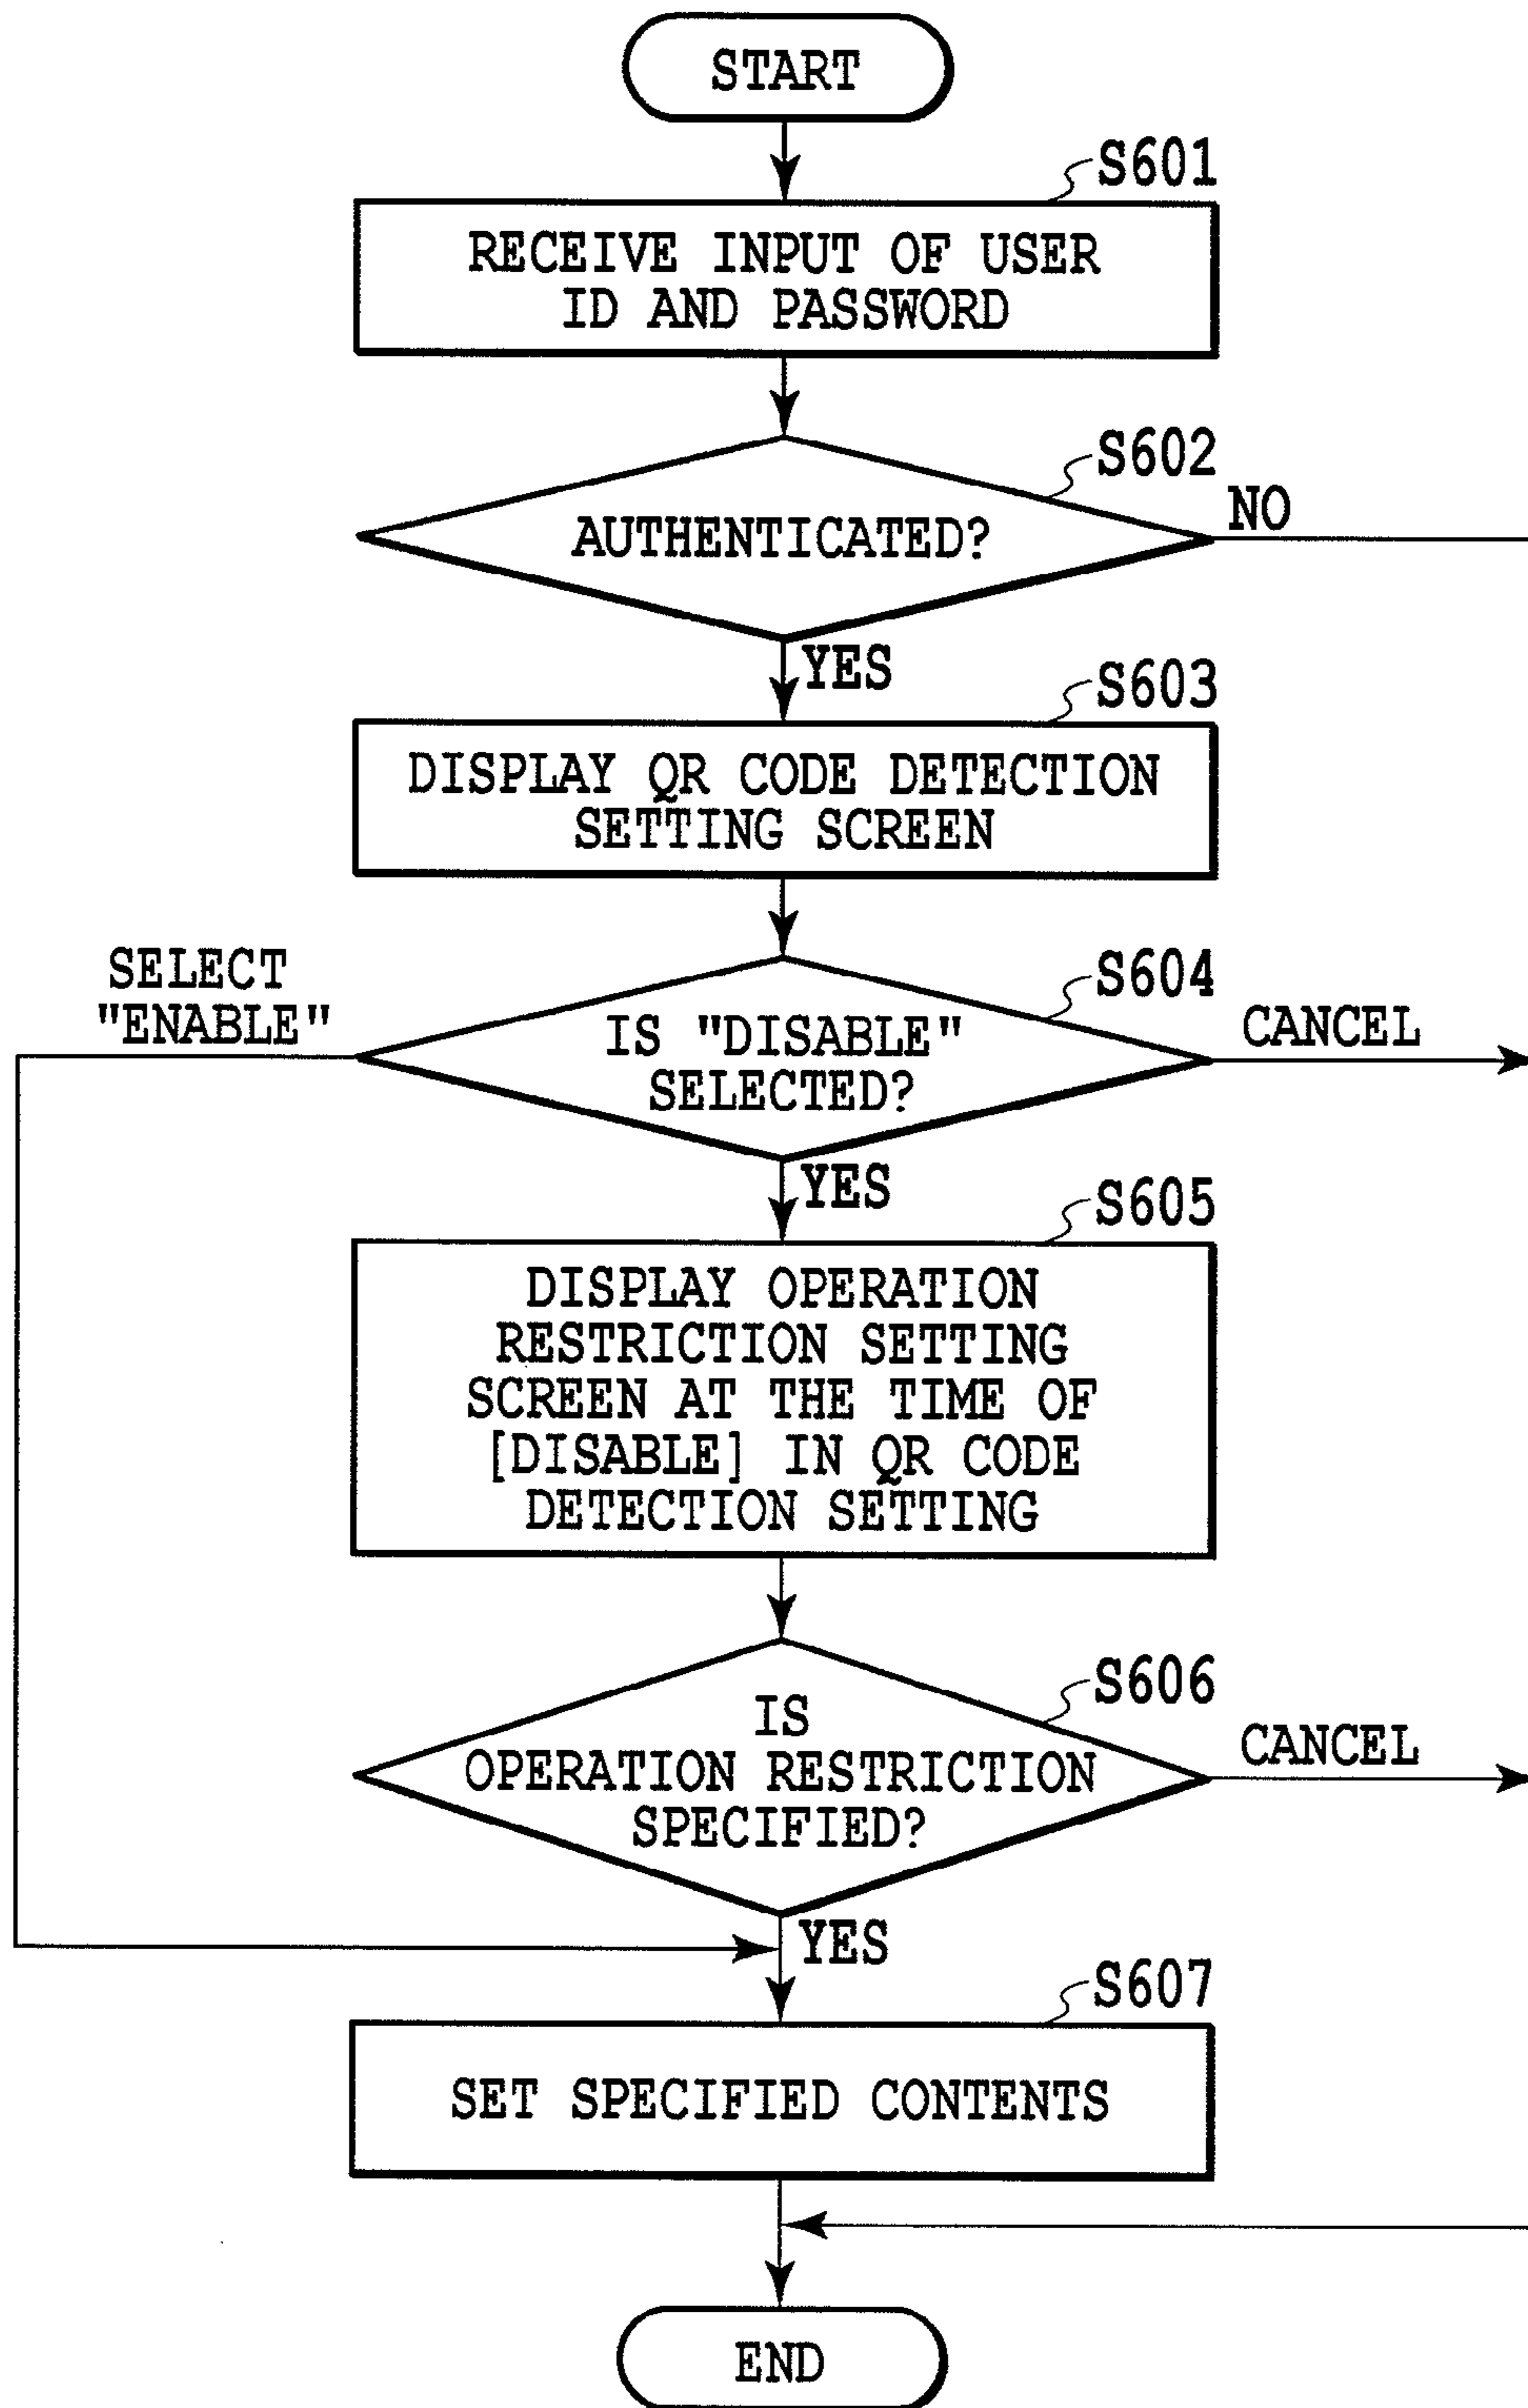 START
S601
RECEIVE INPUT OF USER
ID AND PASSWORD
S602
AUTHENTICATED?
NO
YES
S603
DISPLAY QR CODE DETECTION
SETTING SCREEN
SELECT
"ENABLE"
S604
IS "DISABLE"
SELECTED?
CANCEL
YES
S605
DISPLAY OPERATION
RESTRICTION SETTING
SCREEN AT THE TIME OF
[DISABLE] IN QR CODE
DETECTION SETTING
S606
IS
OPERATION RESTRICTION
SPECIFIED?
CANCEL
YES
S607
SET SPECIFIED CONTENTS
END